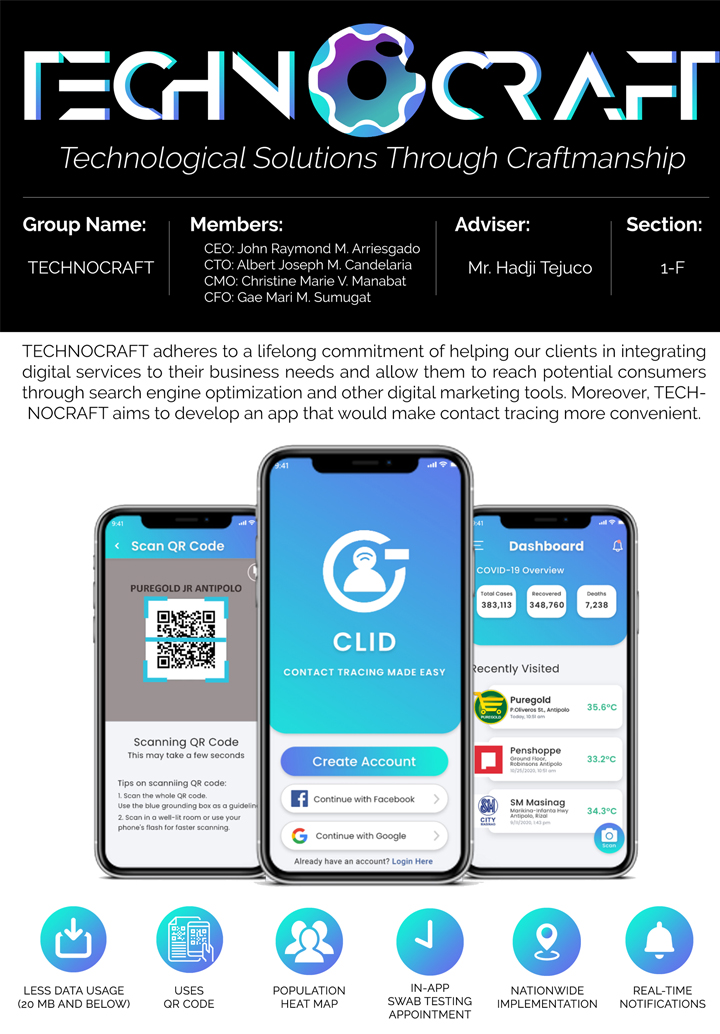 TECHNOCRAFT
Technological Solutions Through Craftmanship
Group Name:
TECHNOCRAFT
Members:
CEO: John Raymond M. Arriesgado
CTO: Albert Joseph M. Candelaria
CMO: Christine Marie V. Manabat
CFO: Gae Mari M. Sumugat
Adviser:
Mr. Hadji Tejuco
Section:
1-F
TECHNOCRAFT adheres to a lifelong commitment of helping our clients in integrating
digital services to their business needs and allow them to reach potential consumers
through search engine optimization and other digital marketing tools. Moreover, TECH-
NOCRAFT aims to develop an app that would make contact tracing more convenient.
9:41
Scan QR Code
PUREGOLD JR ANTIPOLO
Scanning QR Code
This may take a few seconds
Tips on scanniing QR code:
1. Scan the whole QR code.
Use the blue grounding box as a guideline
2. Scan in a well-lit room or use your
phone's flash for faster scanning.
9:41
CLID
CONTACT TRACING MADE EASY
Create Account
Continue with Facebook
Continue with Google
Already have an account? Login Here
9:41
Dashboard
COVID-19 Overview
Total Cases
383,113
Recovered
348,760
Deaths
7,238
Recently Visited
PUREGOLD
Puregold
P.Oliveros St., Antipolo
Today, 10:51 am
35.6°C
Penshoppe
Ground Floor,
Robinsons Antipolo
10/25/2020, 10:51 am
33.2°C
SM
CITY
MASINAG
SM Masinag
Marikina-Infanta Hwy
Antipolo, Rizal
9/3/2020, 1:43 pm
34.3°C
Scan
LESS DATA USAGE
(20 MB AND BELOW)
USES
QR CODE
POPULATION
HEAT MAP
IN-APP
SWAB TESTING
APPOINTMENT
NATIONWIDE
IMPLEMENTATION
REAL-TIME
NOTIFICATIONS